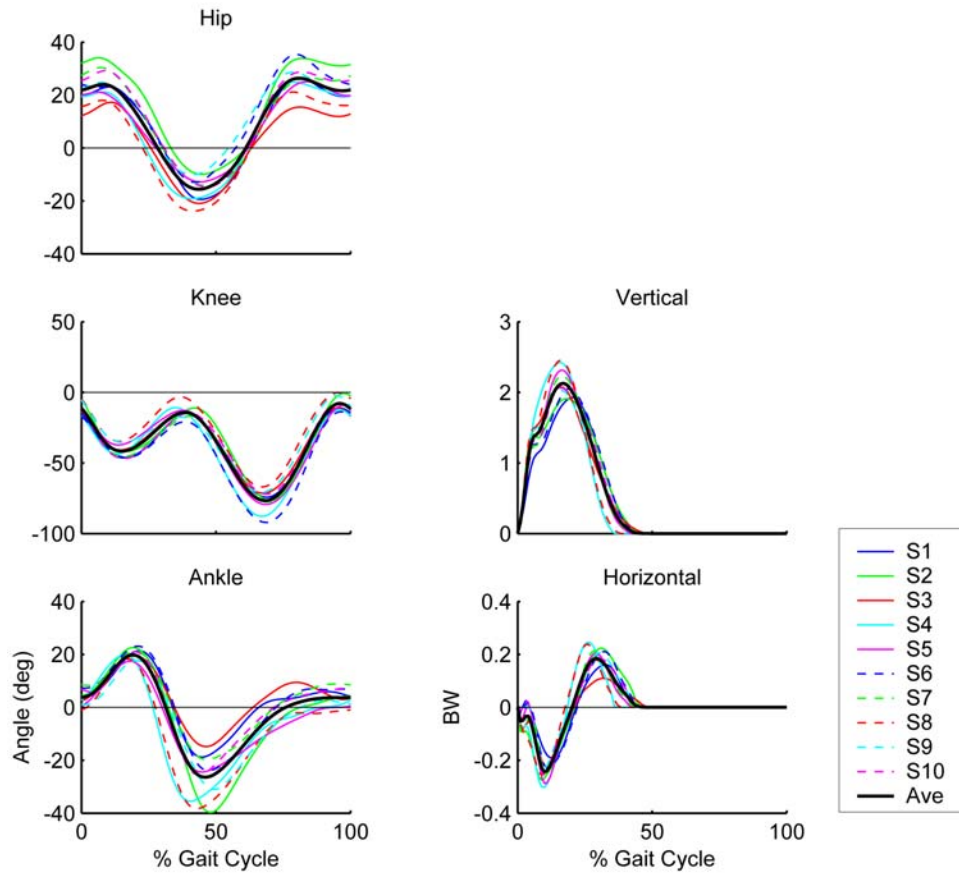 Hip
40
20
0
-20
-40
Knee
50
0
-50
-100
Vertical
3
2
1
0
Ankle
40
20
0
-20
-40
Angle (deg)
0
50
100
% Gait Cycle
Horizontal
0.4
0.2
0
-0.2
-0.4
BW
0
50
100
% Gait Cycle
S1
S2
S3
S4
S5
S6
S7
S8
S9
S10
Ave